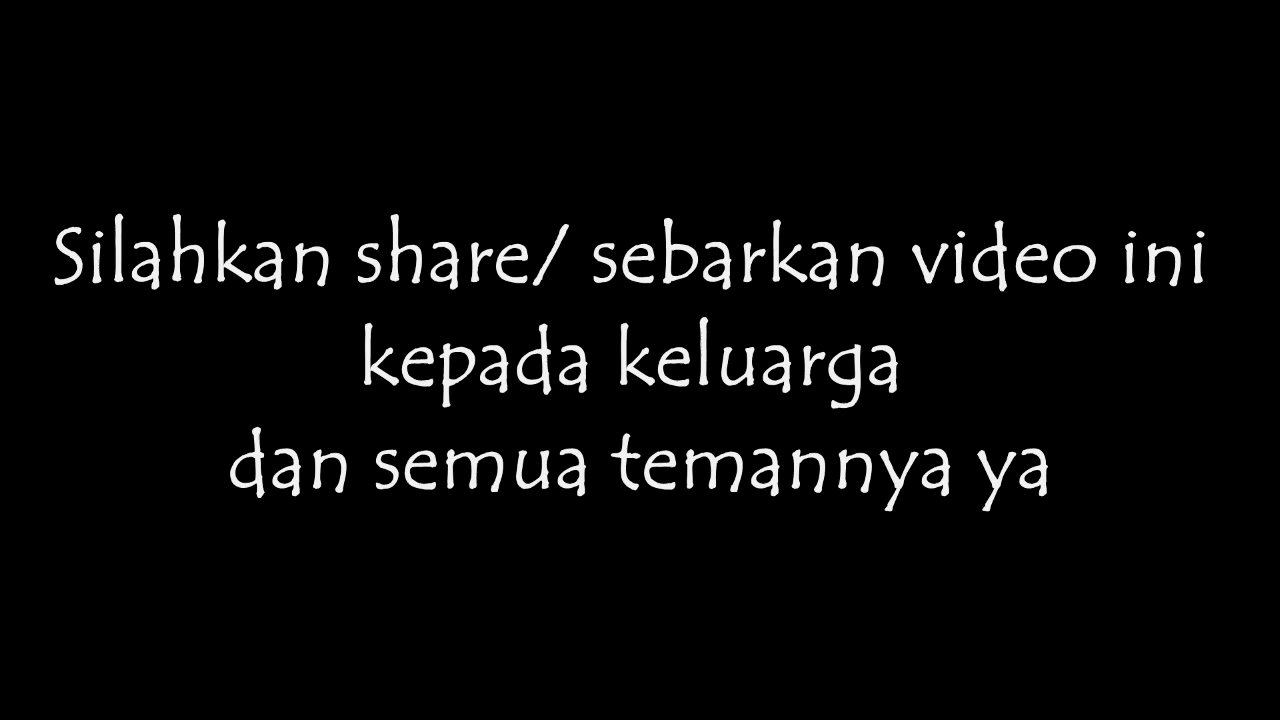 Silahkan share/ sebarkan video ini
kepada keluarga
dan semua temannya ya